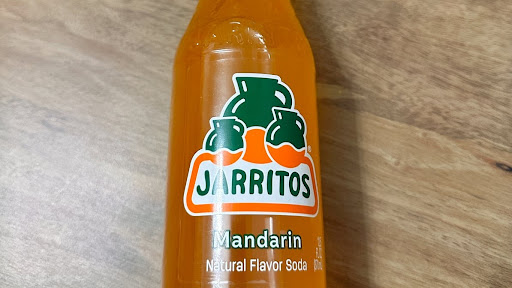 JARRITOS
®
Mandarin
Natural Flavor Soda